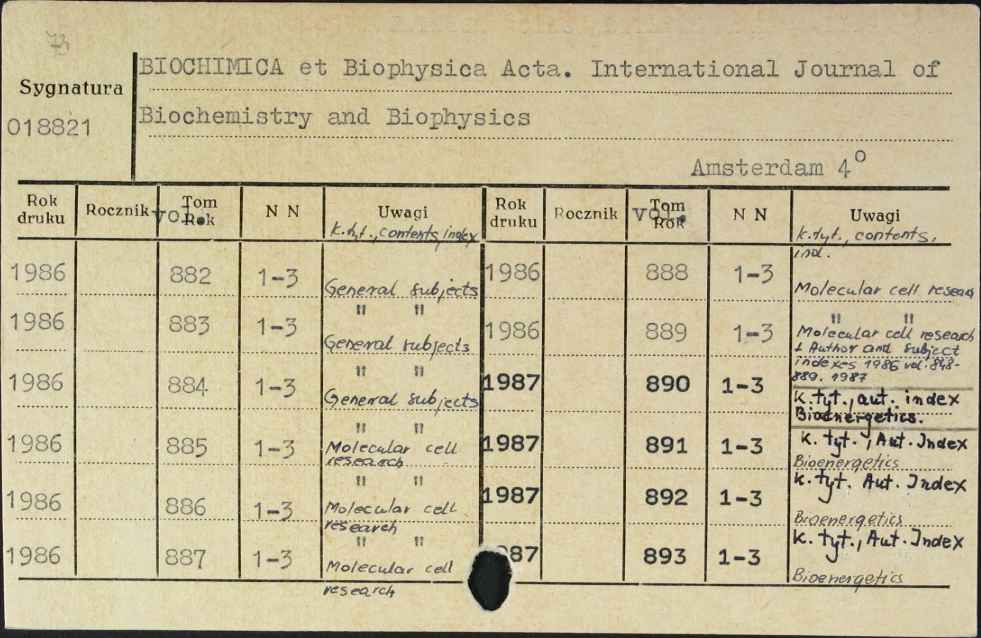 73
BIOCHIMICA et Biophysica Acta. International Journal of
Sygnatura
018821
Biochemistry and Biophysics
Amsterdam 4°
Rok druku Rocznik Tom vol. Rok N N Uwagi Rok druku Rocznik Tom vol. Rok N N Uwagi
k.tyt., contents, index k.tyt., contents,
ind.
1986 882 1-3 General subjects 1986 888 1-3 Molecular cell research
" " " "
1986 883 1-3 General subjects 1986 889 1-3 Molecular cell research
& Author and subject
indexes 1986 vol. 848-
889. 1987
" "
1986 884 1-3 General subjects 1987 890 1-3 k.tyt., aut. index
Bioenergetics.
" "
1986 885 1-3 Molecular cell research 1987 891 1-3 k. tyt., Aut. Index
Bioenergetics
" "
1986 886 1-3 Molecular cell research 1987 892 1-3 k. tyt. Aut. Index
Bioenergetics
" "
1986 887 1-3 Molecular cell research 87 893 1-3 k. tyt., Aut. Index
Bioenergetics